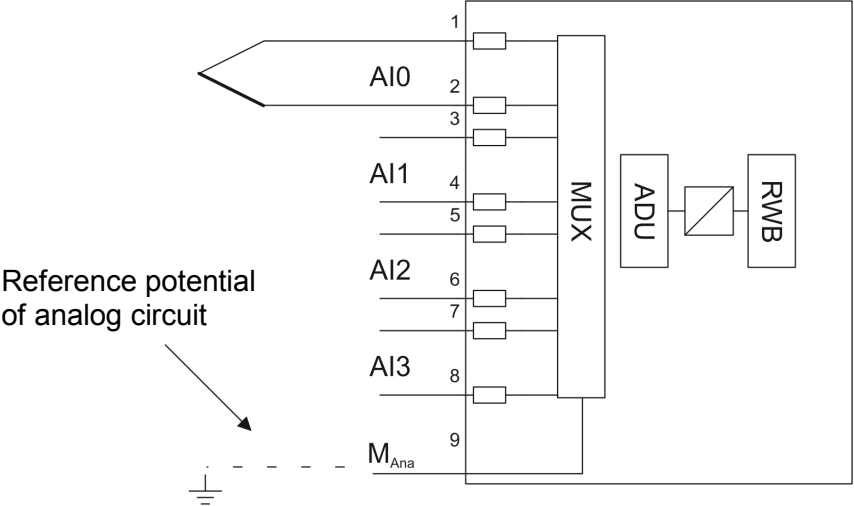 1
AI0
2
3
AI1
4
5
AI2
6
7
AI3
8
9
MAna
MUX
ADU
RWB
Reference potential
of analog circuit